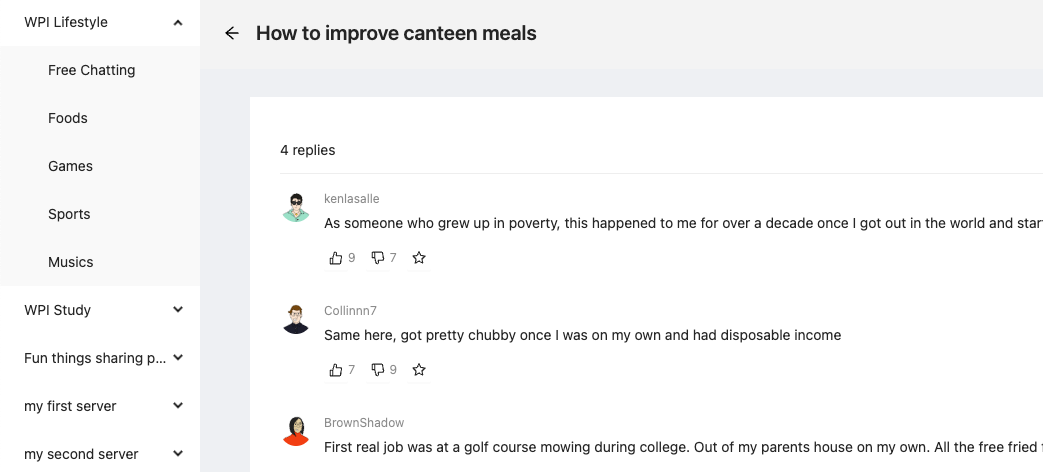 WPI Lifestyle
Free Chatting
Foods
Games
Sports
Musics
WPI Study
Fun things sharing p...
my first server
my second server
How to improve canteen meals
4 replies
kenlasalle
As someone who grew up in poverty, this happened to me for over a decade once I got out in the world and star
9 7
Collinnn7
Same here, got pretty chubby once I was on my own and had disposable income
7 9
BrownShadow
First real job was at a golf course mowing during college. Out of my parents house on my own. All the free fried